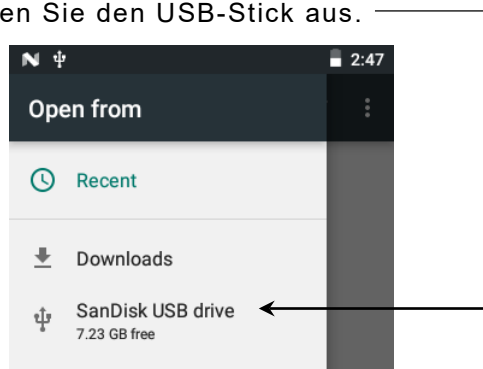 en Sie den USB-Stick aus.
2:47
Open from
Recent
Downloads
SanDisk USB drive
7.23 GB free